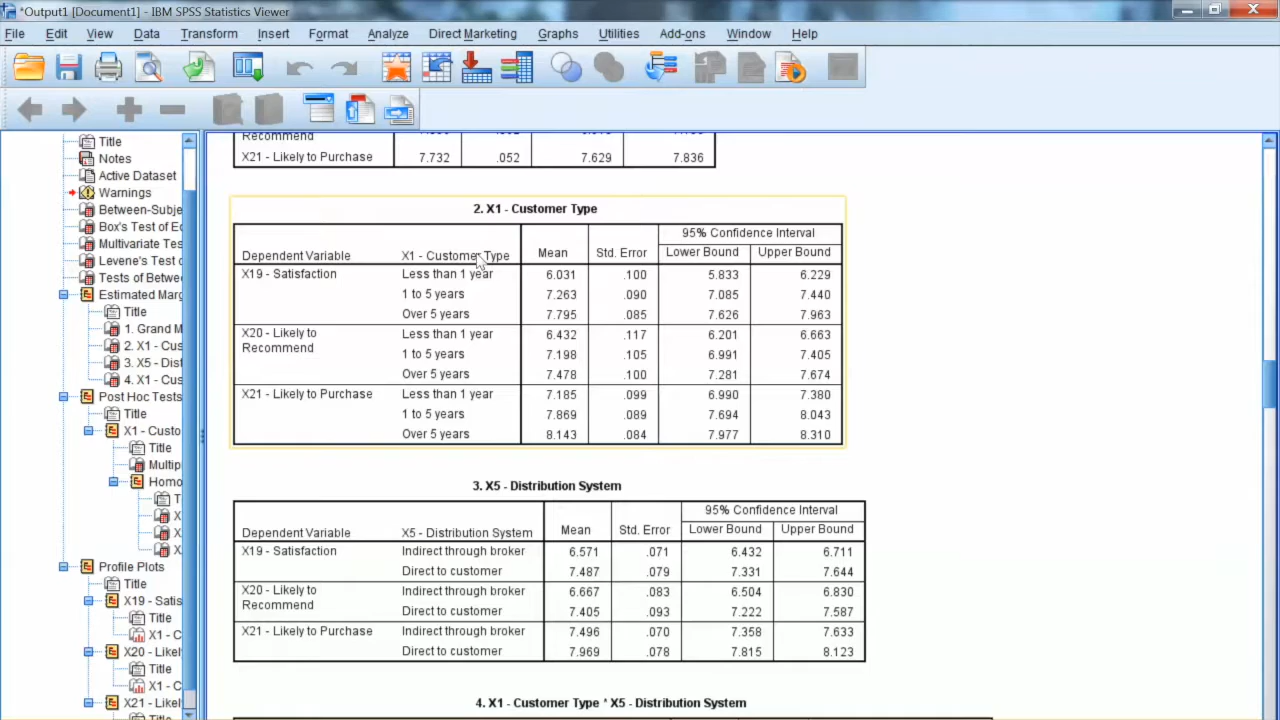 *Output1 [Document1] - IBM SPSS Statistics Viewer
File Edit View Data Transform Insert Format Analyze Direct Marketing Graphs Utilities Add-ons Window Help
Title
Notes
Active Dataset
Warnings
Between-Subje
Box's Test of Ec
Multivariate Tes
Levene's Test o
Tests of Betwe
Estimated Marg
Title
1. Grand M
2. X1 - Cus
3. X5 - Dist
4. X1 - Cus
Post Hoc Tests
Title
X1 - Custo
Title
Multip
Homo
T
X
X
X
Profile Plots
Title
X19 - Satis
Title
X1 - C
X20 - Likel
Title
X1 - C
X21 - Likel
Recommend
X21 - Likely to Purchase 7.732 .052 7.629 7.836
2. X1 - Customer Type
95% Confidence Interval
Dependent Variable X1 - Customer Type Mean Std. Error Lower Bound Upper Bound
X19 - Satisfaction Less than 1 year 6.031 .100 5.833 6.229
1 to 5 years 7.263 .090 7.085 7.440
Over 5 years 7.795 .085 7.626 7.963
X20 - Likely to Less than 1 year 6.432 .117 6.201 6.663
Recommend 1 to 5 years 7.198 .105 6.991 7.405
Over 5 years 7.478 .100 7.281 7.674
X21 - Likely to Purchase Less than 1 year 7.185 .099 6.990 7.380
1 to 5 years 7.869 .089 7.694 8.043
Over 5 years 8.143 .084 7.977 8.310
3. X5 - Distribution System
95% Confidence Interval
Dependent Variable X5 - Distribution System Mean Std. Error Lower Bound Upper Bound
X19 - Satisfaction Indirect through broker 6.571 .071 6.432 6.711
Direct to customer 7.487 .079 7.331 7.644
X20 - Likely to Indirect through broker 6.667 .083 6.504 6.830
Recommend Direct to customer 7.405 .093 7.222 7.587
X21 - Likely to Purchase Indirect through broker 7.496 .070 7.358 7.633
Direct to customer 7.969 .078 7.815 8.123
4. X1 - Customer Type * X5 - Distribution System